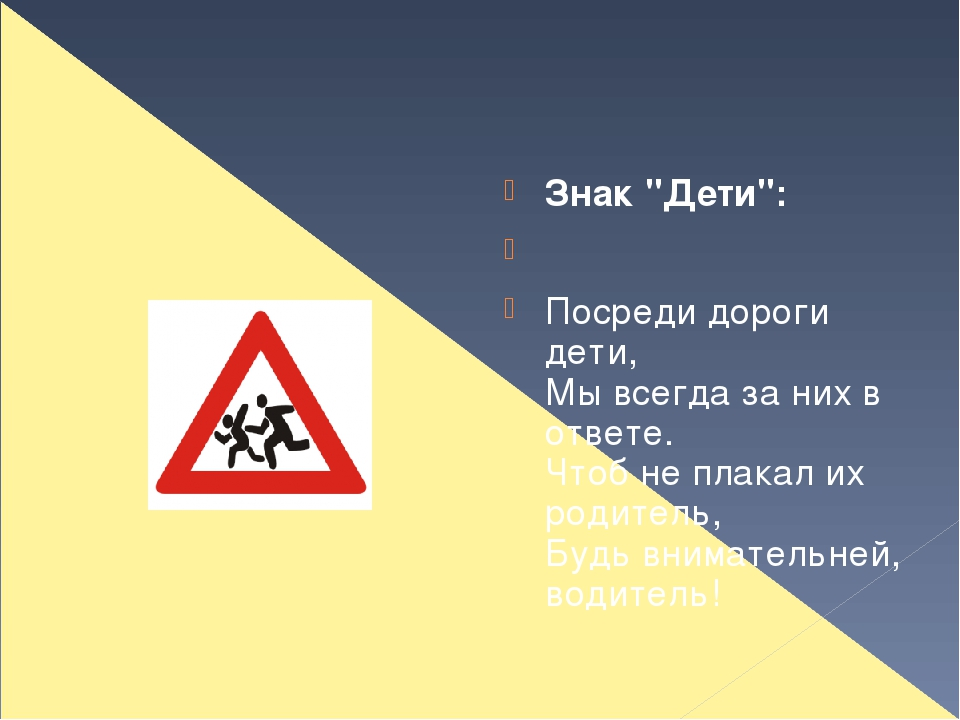 Знак "Дети":
Посреди дороги
дети,
Мы всегда за них в
ответе.
Чтоб не плакал их
родитель,
Будь внимательней,
водитель!